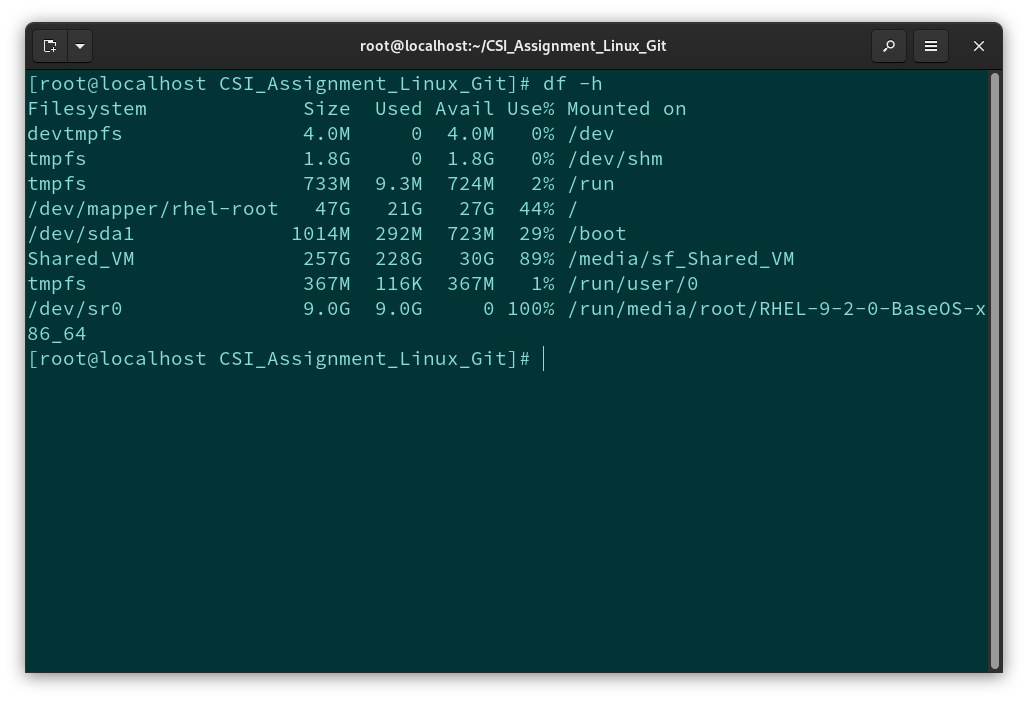 root@localhost:~/CSI_Assignment_Linux_Git
[root@localhost CSI_Assignment_Linux_Git]# df -h
Filesystem             Size  Used Avail Use% Mounted on
devtmpfs               4.0M     0  4.0M   0% /dev
tmpfs                  1.8G     0  1.8G   0% /dev/shm
tmpfs                  733M  9.3M  724M   2% /run
/dev/mapper/rhel-root   47G   21G   27G  44% /
/dev/sda1             1014M  292M  723M  29% /boot
Shared_VM              257G  228G   30G  89% /media/sf_Shared_VM
tmpfs                  367M  116K  367M   1% /run/user/0
/dev/sr0               9.0G  9.0G     0 100% /run/media/root/RHEL-9-2-0-BaseOS-x
86_64
[root@localhost CSI_Assignment_Linux_Git]#